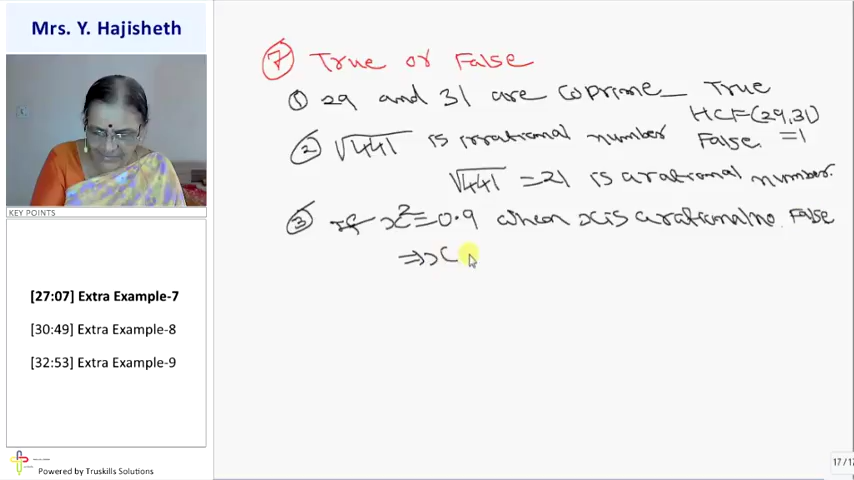 Mrs. Y. Hajisheth
KEY POINTS
[27:07] Extra Example-7
[30:49] Extra Example-8
[32:53] Extra Example-9
Powered by Truskills Solutions
⑦ True or False
① 29 and 31 are Coprime_ True
HCF(29,31)
=1
② √441 is irrational number False.
√441 = 21 is a rational number.
③ If x² = 0.9 when x is a rational no. False
⇒ x
17/17